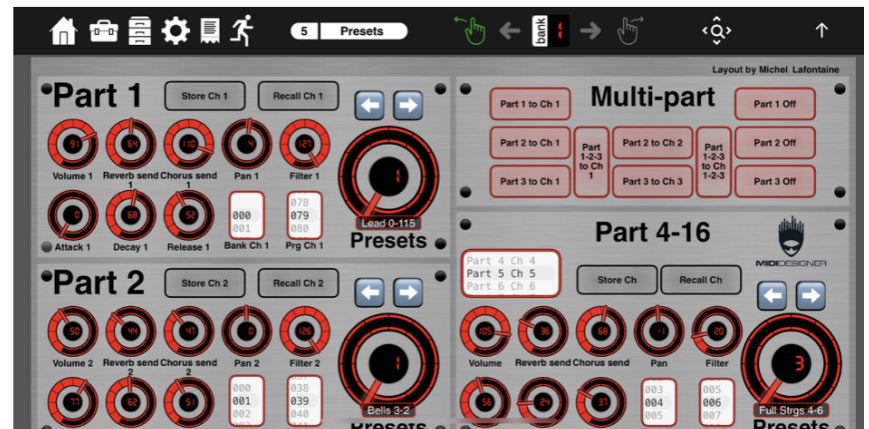 5 Presets
bank
1
Layout by Michel Lafontaine
Part 1
Store Ch 1
Recall Ch 1
91
64
110
4
127
Volume 1
Reverb send 1
Chorus send 1
Pan 1
Filter 1
0
68
52
000
001
078
079
080
Attack 1
Decay 1
Release 1
Bank Ch 1
Prg Ch 1
1
Lead 0-115
Presets
Multi-part
Part 1 to Ch 1
Part 1 Off
Part 2 to Ch 1
Part 1-2-3 to Ch 1
Part 2 to Ch 2
Part 1-2-3 to Ch 1-2-3
Part 2 Off
Part 3 to Ch 1
Part 3 to Ch 3
Part 3 Off
Part 2
Store Ch 2
Recall Ch 2
50
44
47
0
126
Volume 2
Reverb send 2
Chorus send 2
Pan 2
Filter 2
77
62
51
000
001
002
038
039
040
1
Bells 3-2
Presets
Part 4-16
MIDIDESIGNER
Part 4 Ch 4
Part 5 Ch 5
Part 6 Ch 6
Store Ch
Recall Ch
105
36
68
-1
20
Volume
Reverb send
Chorus send
Pan
Filter
56
24
37
003
004
005
005
006
007
3
Full Strgs 4-6
Presets